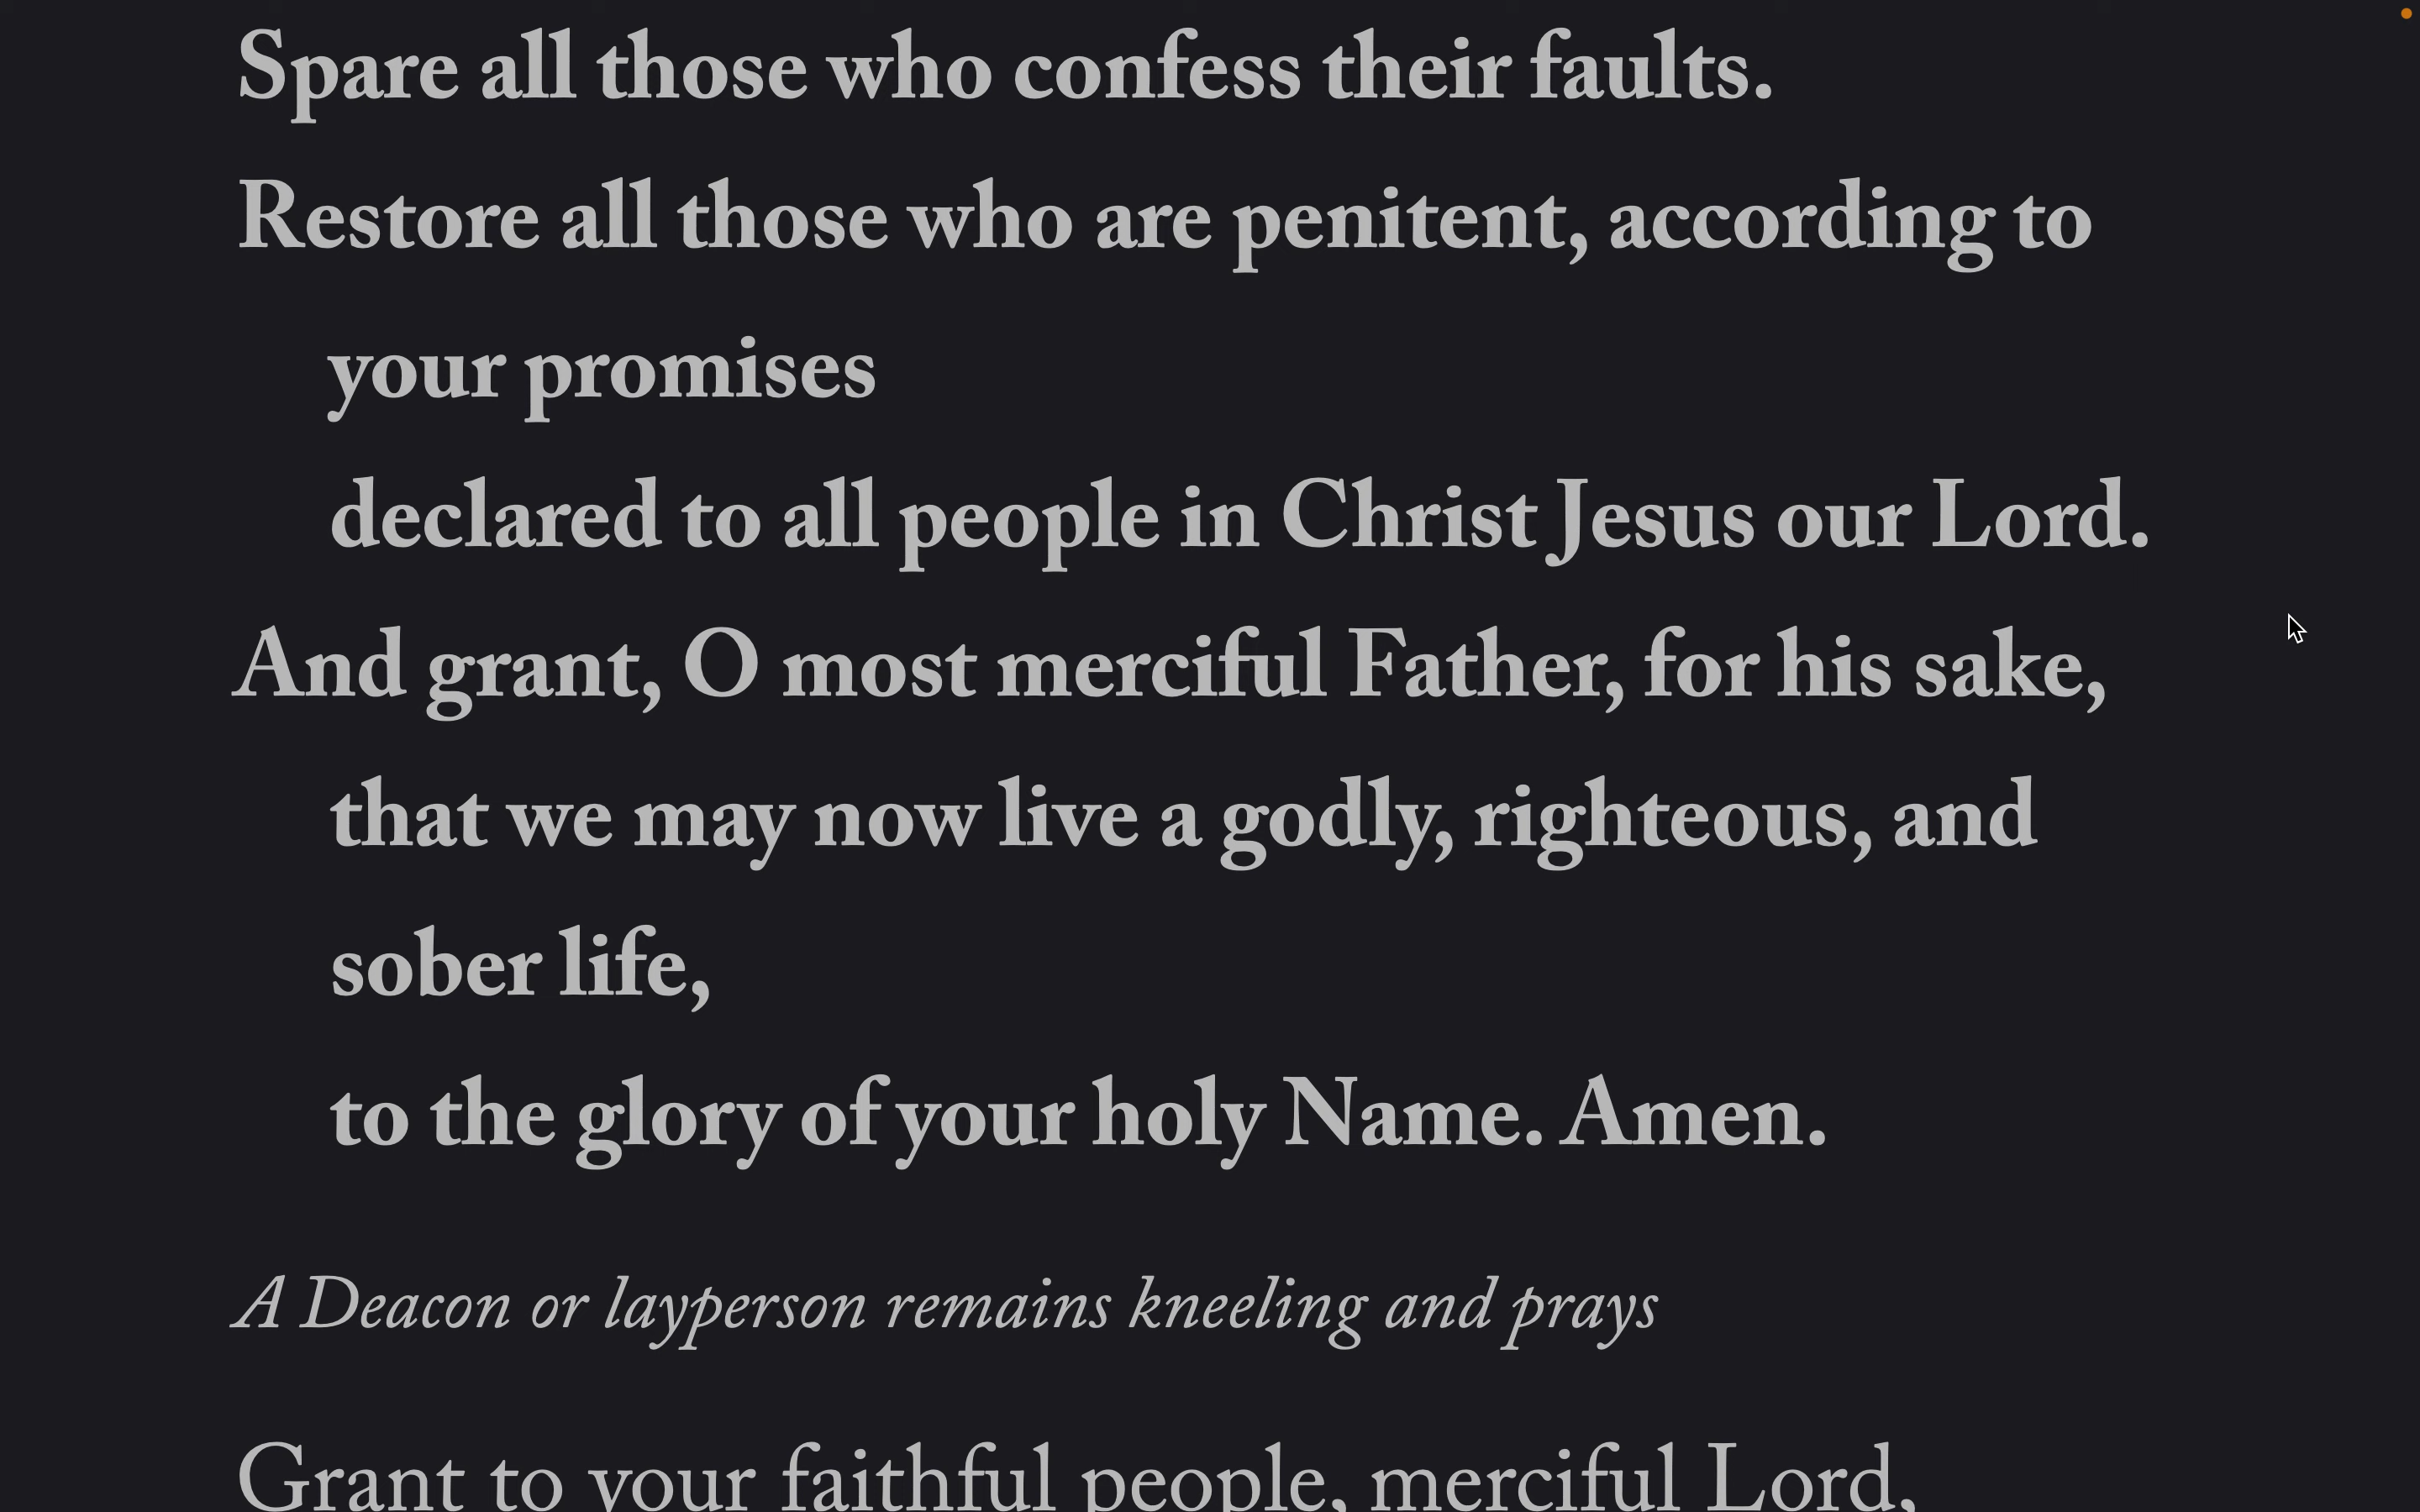 Spare all those who confess their faults.
Restore all those who are penitent, according to
your promises
declared to all people in Christ Jesus our Lord.
And grant, O most merciful Father, for his sake,
that we may now live a godly, righteous, and
sober life,
to the glory of your holy Name. Amen.
A Deacon or layperson remains kneeling and prays
Grant to your faithful people, merciful Lord,